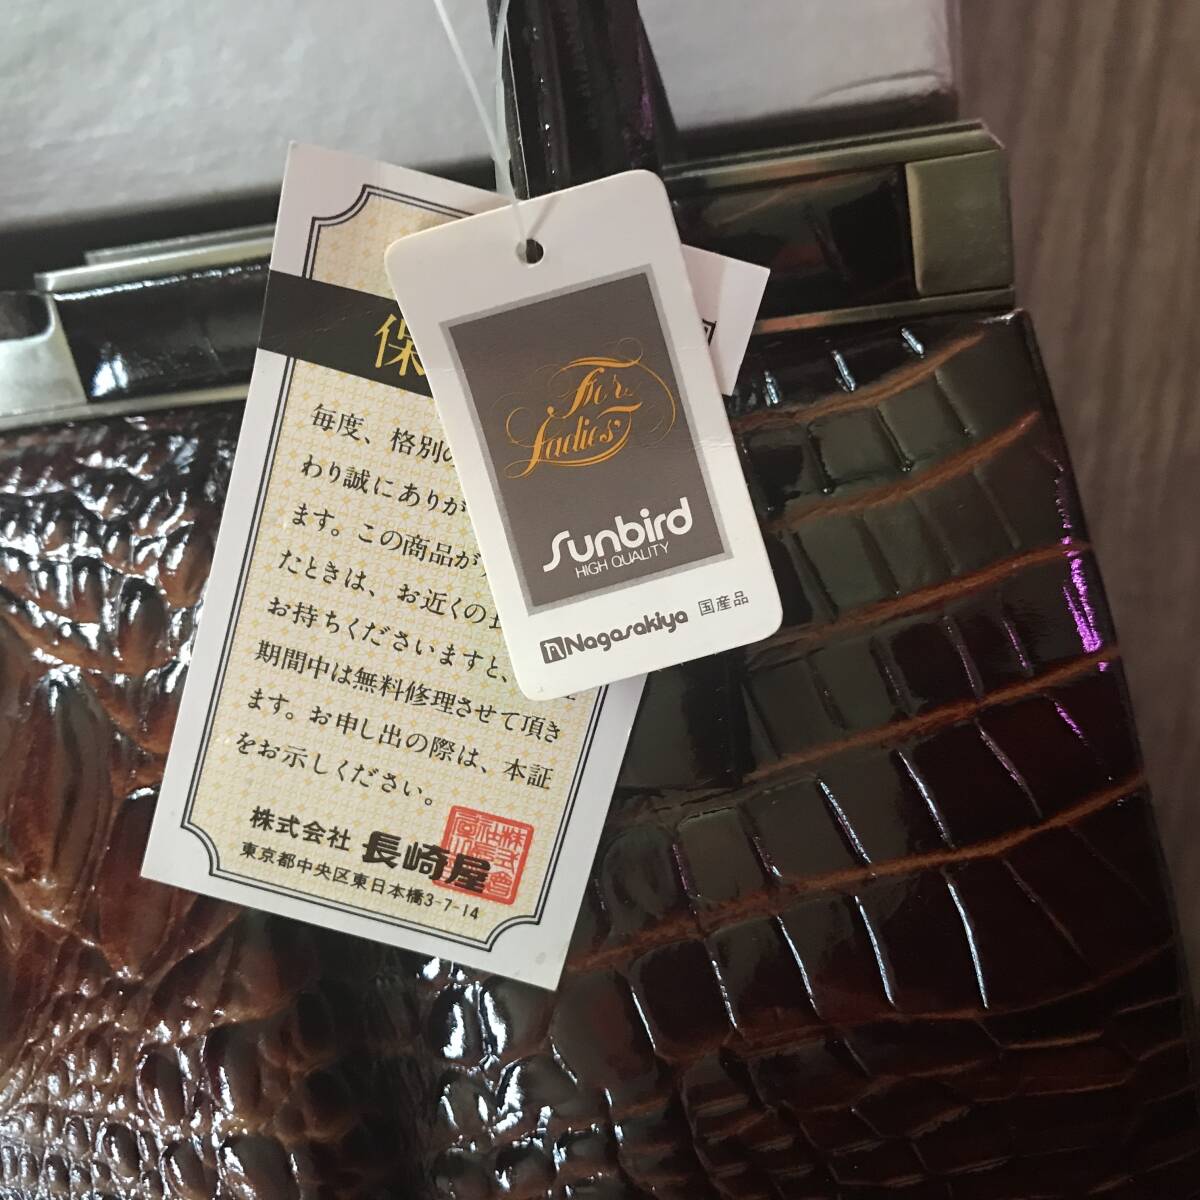 For
Ladies'
Sunbird
HIGH QUALITY
Nagasakiya 国産品
保
毎度、格別の
わり誠にありが
ます。この商品が
たときは、お近くの
お持ちくださいますと、
期間中は無料修理させて頂き
ます。お申し出の際は、本証
をお示しください。
株式会社 長崎屋
東京都中央区東日本橋3-7-14